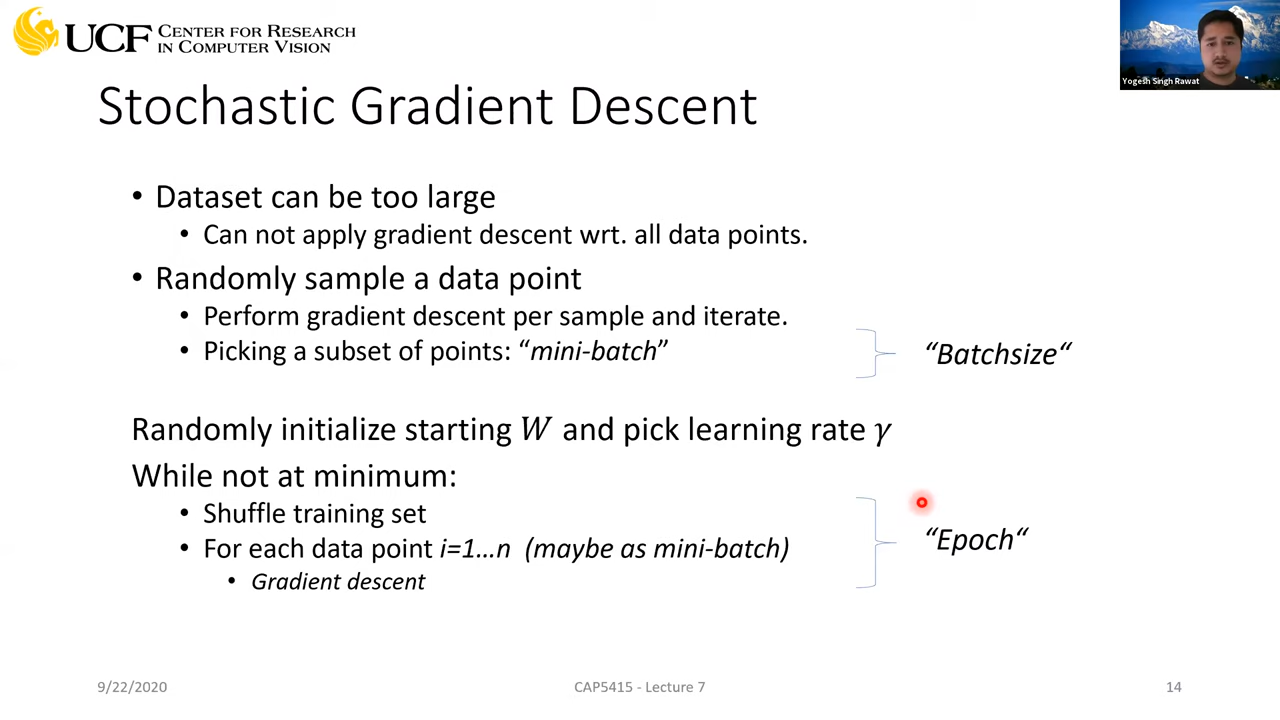 UCF CENTER FOR RESEARCH
IN COMPUTER VISION
Yogesh Singh Rawat
Stochastic Gradient Descent
• Dataset can be too large
• Can not apply gradient descent wrt. all data points.
• Randomly sample a data point
• Perform gradient descent per sample and iterate.
• Picking a subset of points: “mini-batch”
“Batchsize“
Randomly initialize starting W and pick learning rate γ
While not at minimum:
• Shuffle training set
• For each data point i=1…n (maybe as mini-batch)
• Gradient descent
“Epoch“
9/22/2020
CAP5415 - Lecture 7
14